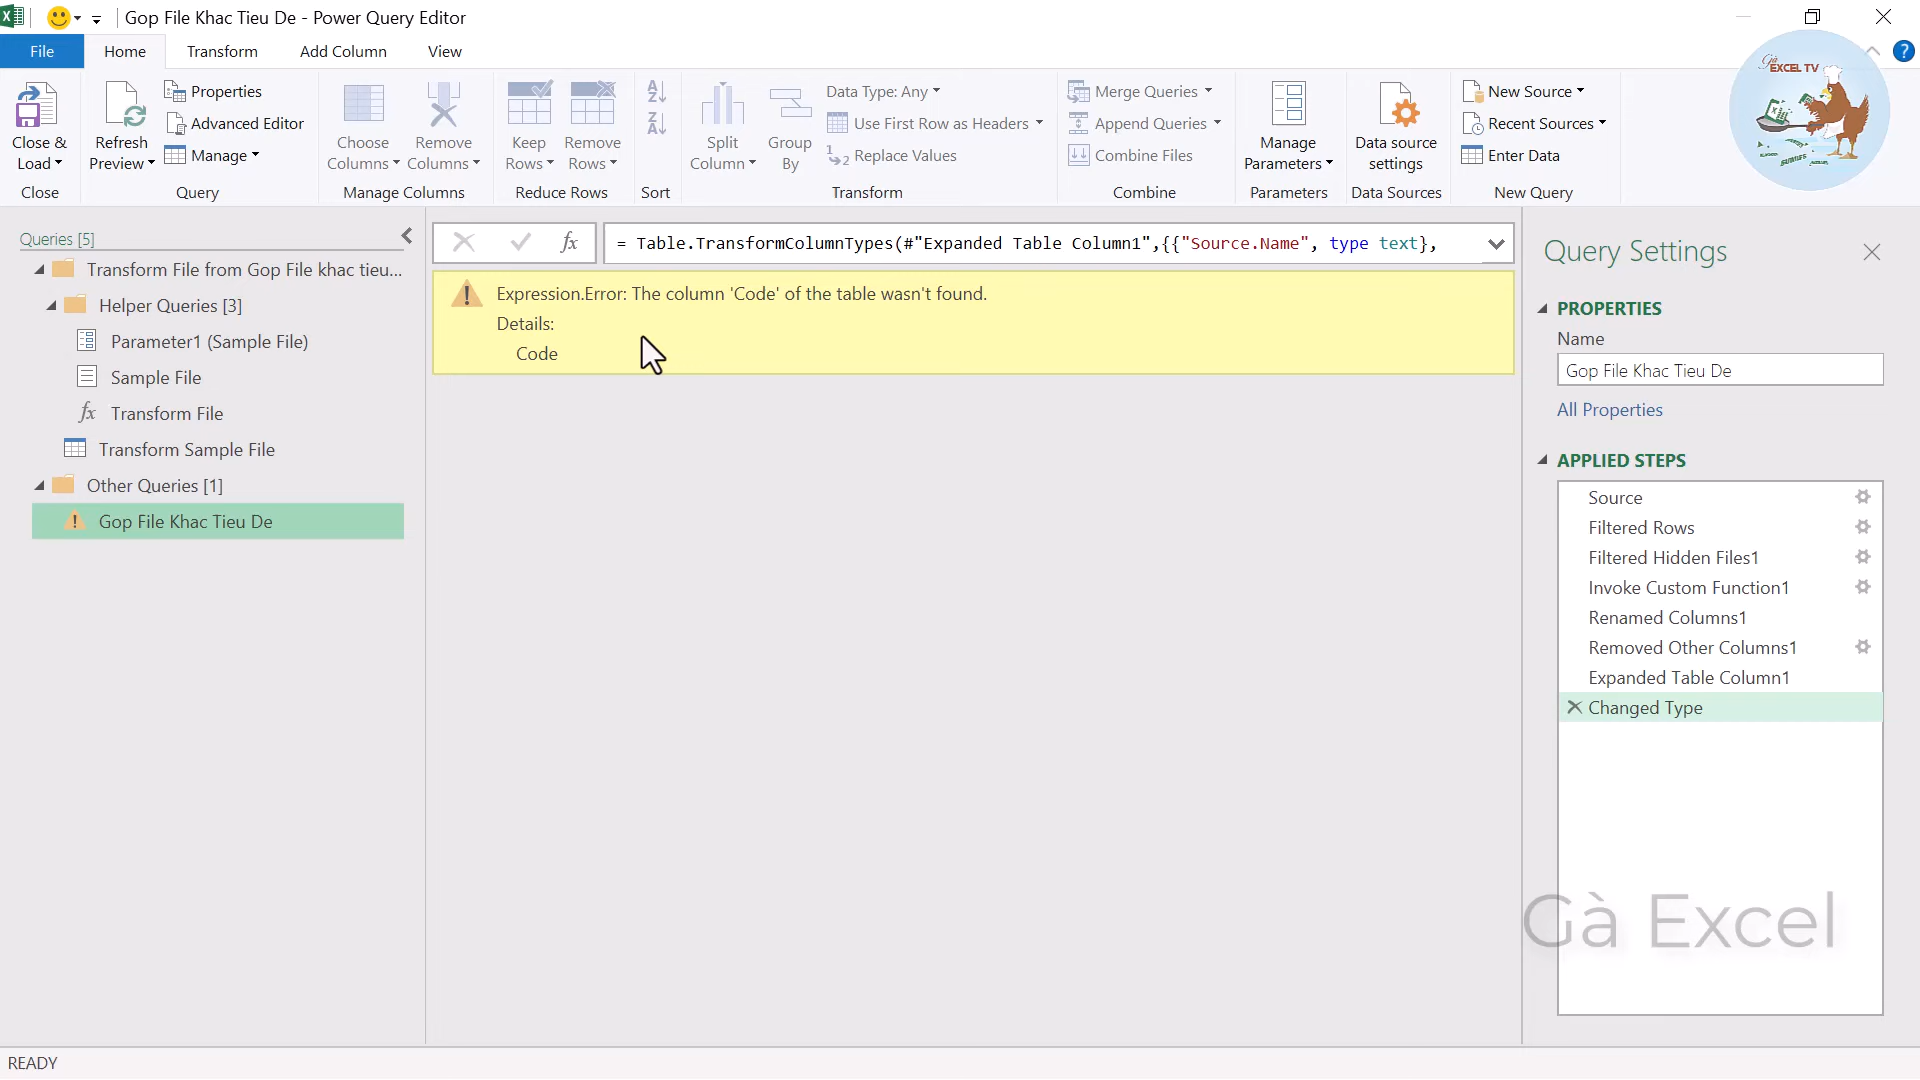 Gop File Khac Tieu De - Power Query Editor
File
Home
Transform
Add Column
View
Close &
Load
Close
Refresh
Preview
Properties
Advanced Editor
Manage
Query
Choose
Columns
Remove
Columns
Manage Columns
Keep
Rows
Remove
Rows
Reduce Rows
Sort
Split
Column
Group
By
Data Type: Any
Use First Row as Headers
Replace Values
Transform
Merge Queries
Append Queries
Combine Files
Combine
Manage
Parameters
Parameters
Data source
settings
Data Sources
New Source
Recent Sources
Enter Data
New Query
Gà
EXCEL TV
Queries [5]
Transform File from Gop File khac tieu...
Helper Queries [3]
Parameter1 (Sample File)
Sample File
Transform File
Transform Sample File
Other Queries [1]
Gop File Khac Tieu De
fx
= Table.TransformColumnTypes(#"Expanded Table Column1",{{"Source.Name", type text},
Expression.Error: The column 'Code' of the table wasn't found.
Details:
Code
Query Settings
PROPERTIES
Name
Gop File Khac Tieu De
All Properties
APPLIED STEPS
Source
Filtered Rows
Filtered Hidden Files1
Invoke Custom Function1
Renamed Columns1
Removed Other Columns1
Expanded Table Column1
Changed Type
Gà Excel
READY